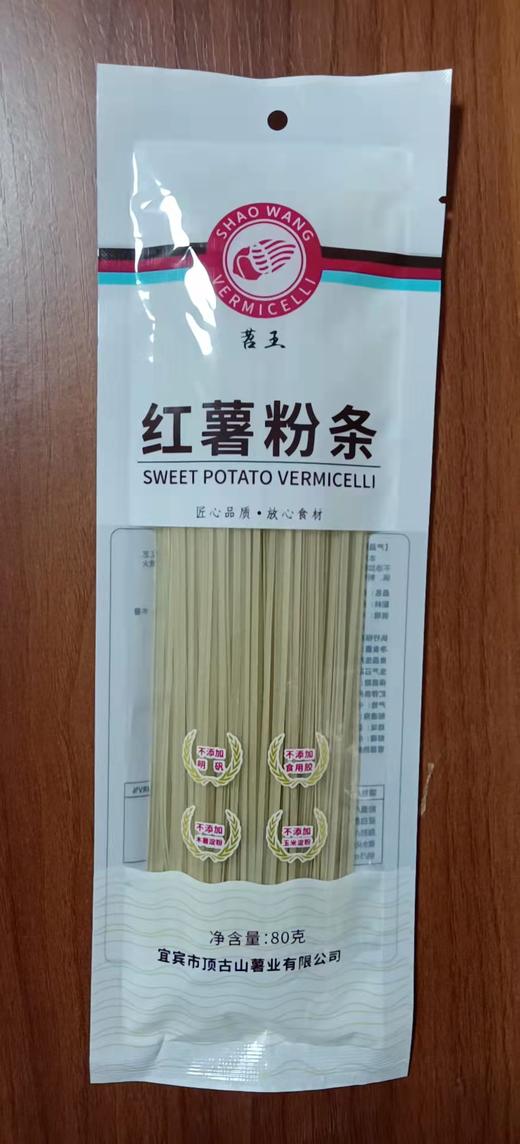 SHAO WANG
VERMICELLI
苕王
红薯粉条
SWEET POTATO VERMICELLI
匠心品质·放心食材
不添加
明矾
不添加
食用胶
不添加
木薯淀粉
不添加
玉米淀粉
净含量:80克
宜宾市顶古山薯业有限公司